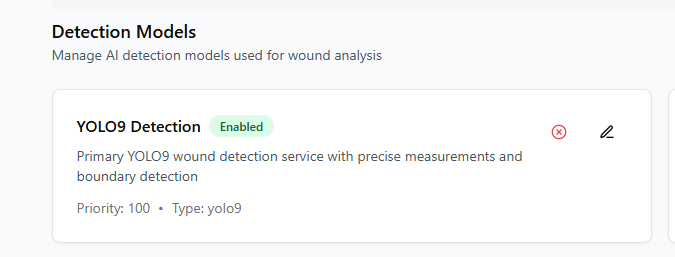 Detection Models
Manage AI detection models used for wound analysis
YOLO9 Detection Enabled
Primary YOLO9 wound detection service with precise measurements and
boundary detection
Priority: 100 • Type: yolo9